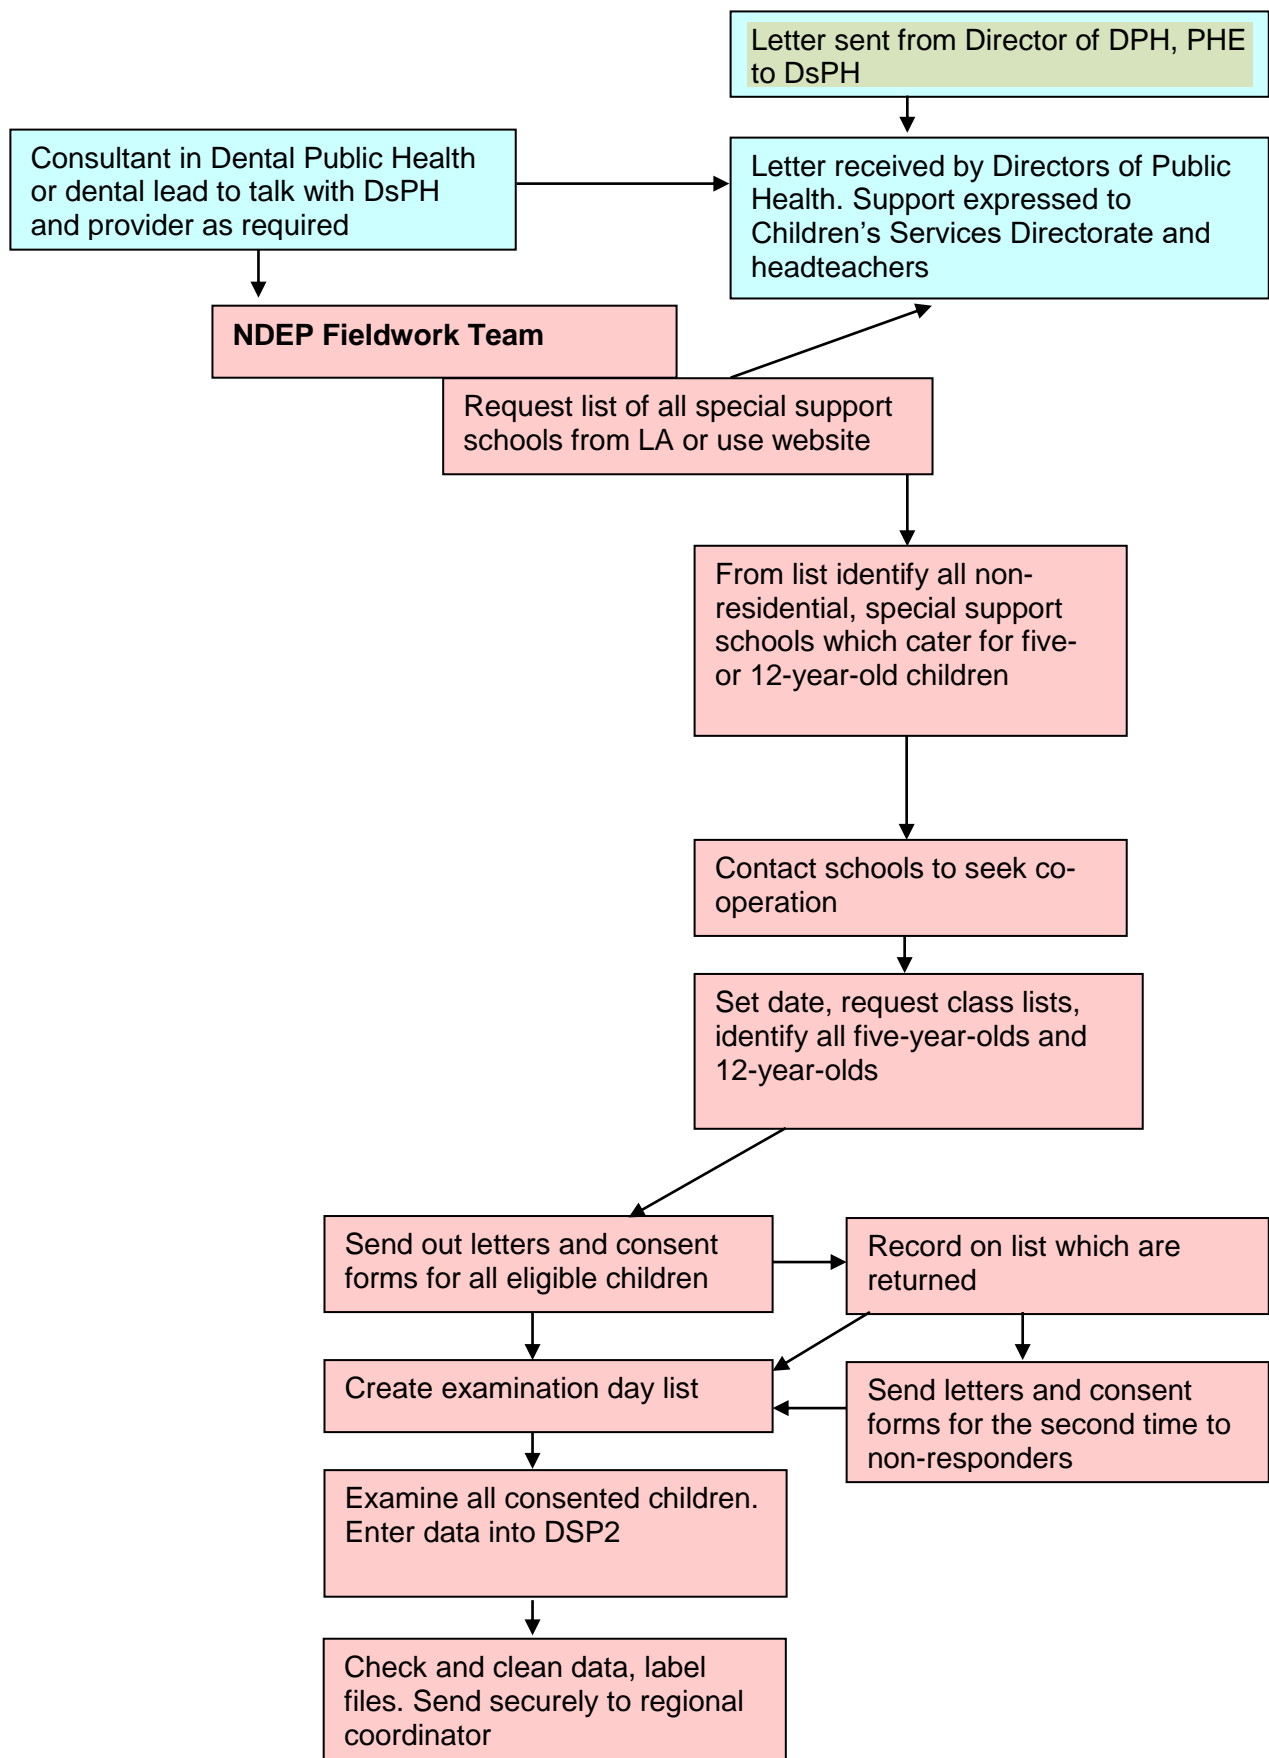 Letter sent from Director of DPH, PHE
to DsPH
Consultant in Dental Public Health
or dental lead to talk with DsPH
and provider as required
Letter received by Directors of Public
Health. Support expressed to
Children’s Services Directorate and
headteachers
NDEP Fieldwork Team
Request list of all special support
schools from LA or use website
From list identify all non-
residential, special support
schools which cater for five-
or 12-year-old children
Contact schools to seek co-
operation
Set date, request class lists,
identify all five-year-olds and
12-year-olds
Send out letters and consent
forms for all eligible children
Record on list which are
returned
Create examination day list
Send letters and consent
forms for the second time to
non-responders
Examine all consented children.
Enter data into DSP2
Check and clean data, label
files. Send securely to regional
coordinator